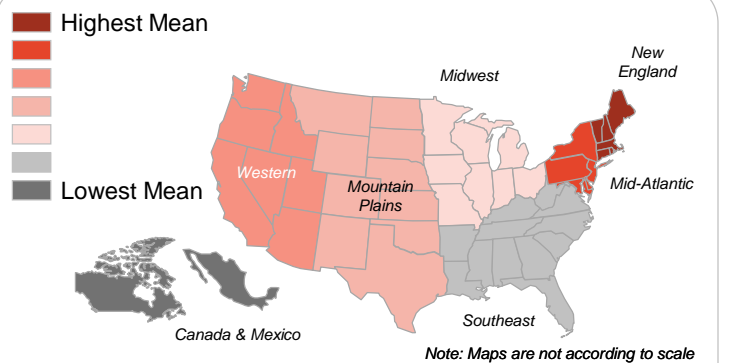 Highest Mean
New
England
Midwest
Western
Mountain
Plains
Mid-Atlantic
Lowest Mean
Southeast
Canada & Mexico
Note: Maps are not according to scale